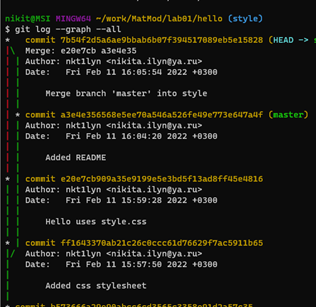 nikit@MSI MINGW64 ~/work/MatMod/lab01/hello (style)
$ git log --graph --all
*   commit 7b54f2d5a6ae9bbab6b07f394517089eb5e15828 (HEAD -> s
|\  Merge: e20e7cb a3e4e35
| | Author: nkt1lyn <nikita.ilyn@ya.ru>
| | Date:   Fri Feb 11 16:05:54 2022 +0300
| |
| |     Merge branch 'master' into style
| |
| * commit a3e4e356568e5ee70a546a526fe49e773e647a4f (master)
| | Author: nkt1lyn <nikita.ilyn@ya.ru>
| | Date:   Fri Feb 11 16:04:20 2022 +0300
| |
| |     Added README
| |
* | commit e20e7cb909a35e9199e5e3bd5f13ad8ff45e4816
| | Author: nkt1lyn <nikita.ilyn@ya.ru>
| | Date:   Fri Feb 11 15:59:28 2022 +0300
| |
| |     Hello uses style.css
| |
* | commit ff1643370ab21c26c0ccc61d76629f7ac5911b65
|/  Author: nkt1lyn <nikita.ilyn@ya.ru>
|   Date:   Fri Feb 11 15:57:50 2022 +0300
|
|       Added css stylesheet
|
* commit